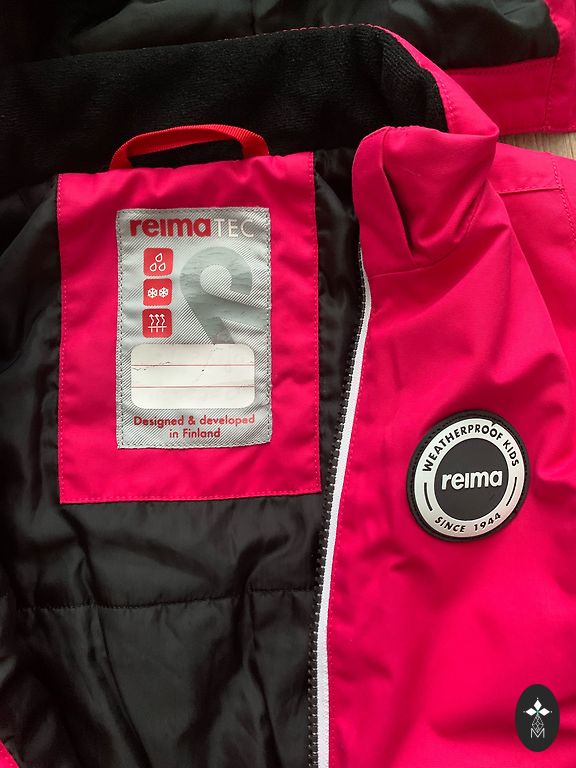 reimaTEC
Designed & developed
in Finland
WEATHERPROOF KIDS
reima
SINCE 1944
M